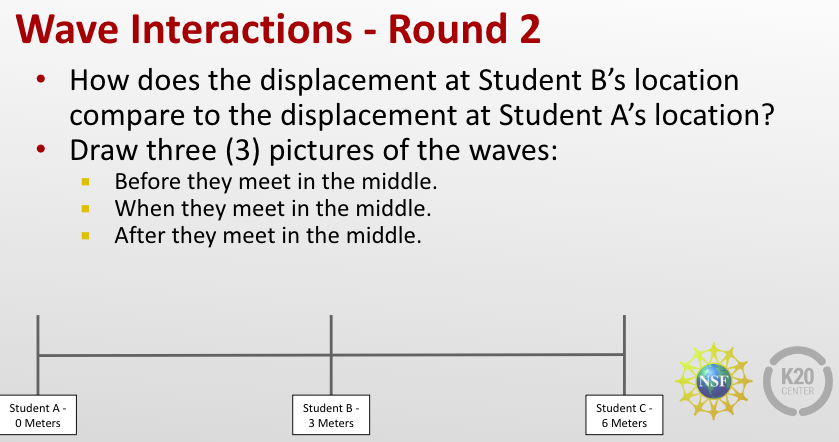 Wave Interactions - Round 2
• How does the displacement at Student B’s location
compare to the displacement at Student A’s location?
• Draw three (3) pictures of the waves:
▪ Before they meet in the middle.
▪ When they meet in the middle.
▪ After they meet in the middle.
Student A -
0 Meters
Student B -
3 Meters
Student C -
6 Meters
NSF
K20
CENTER